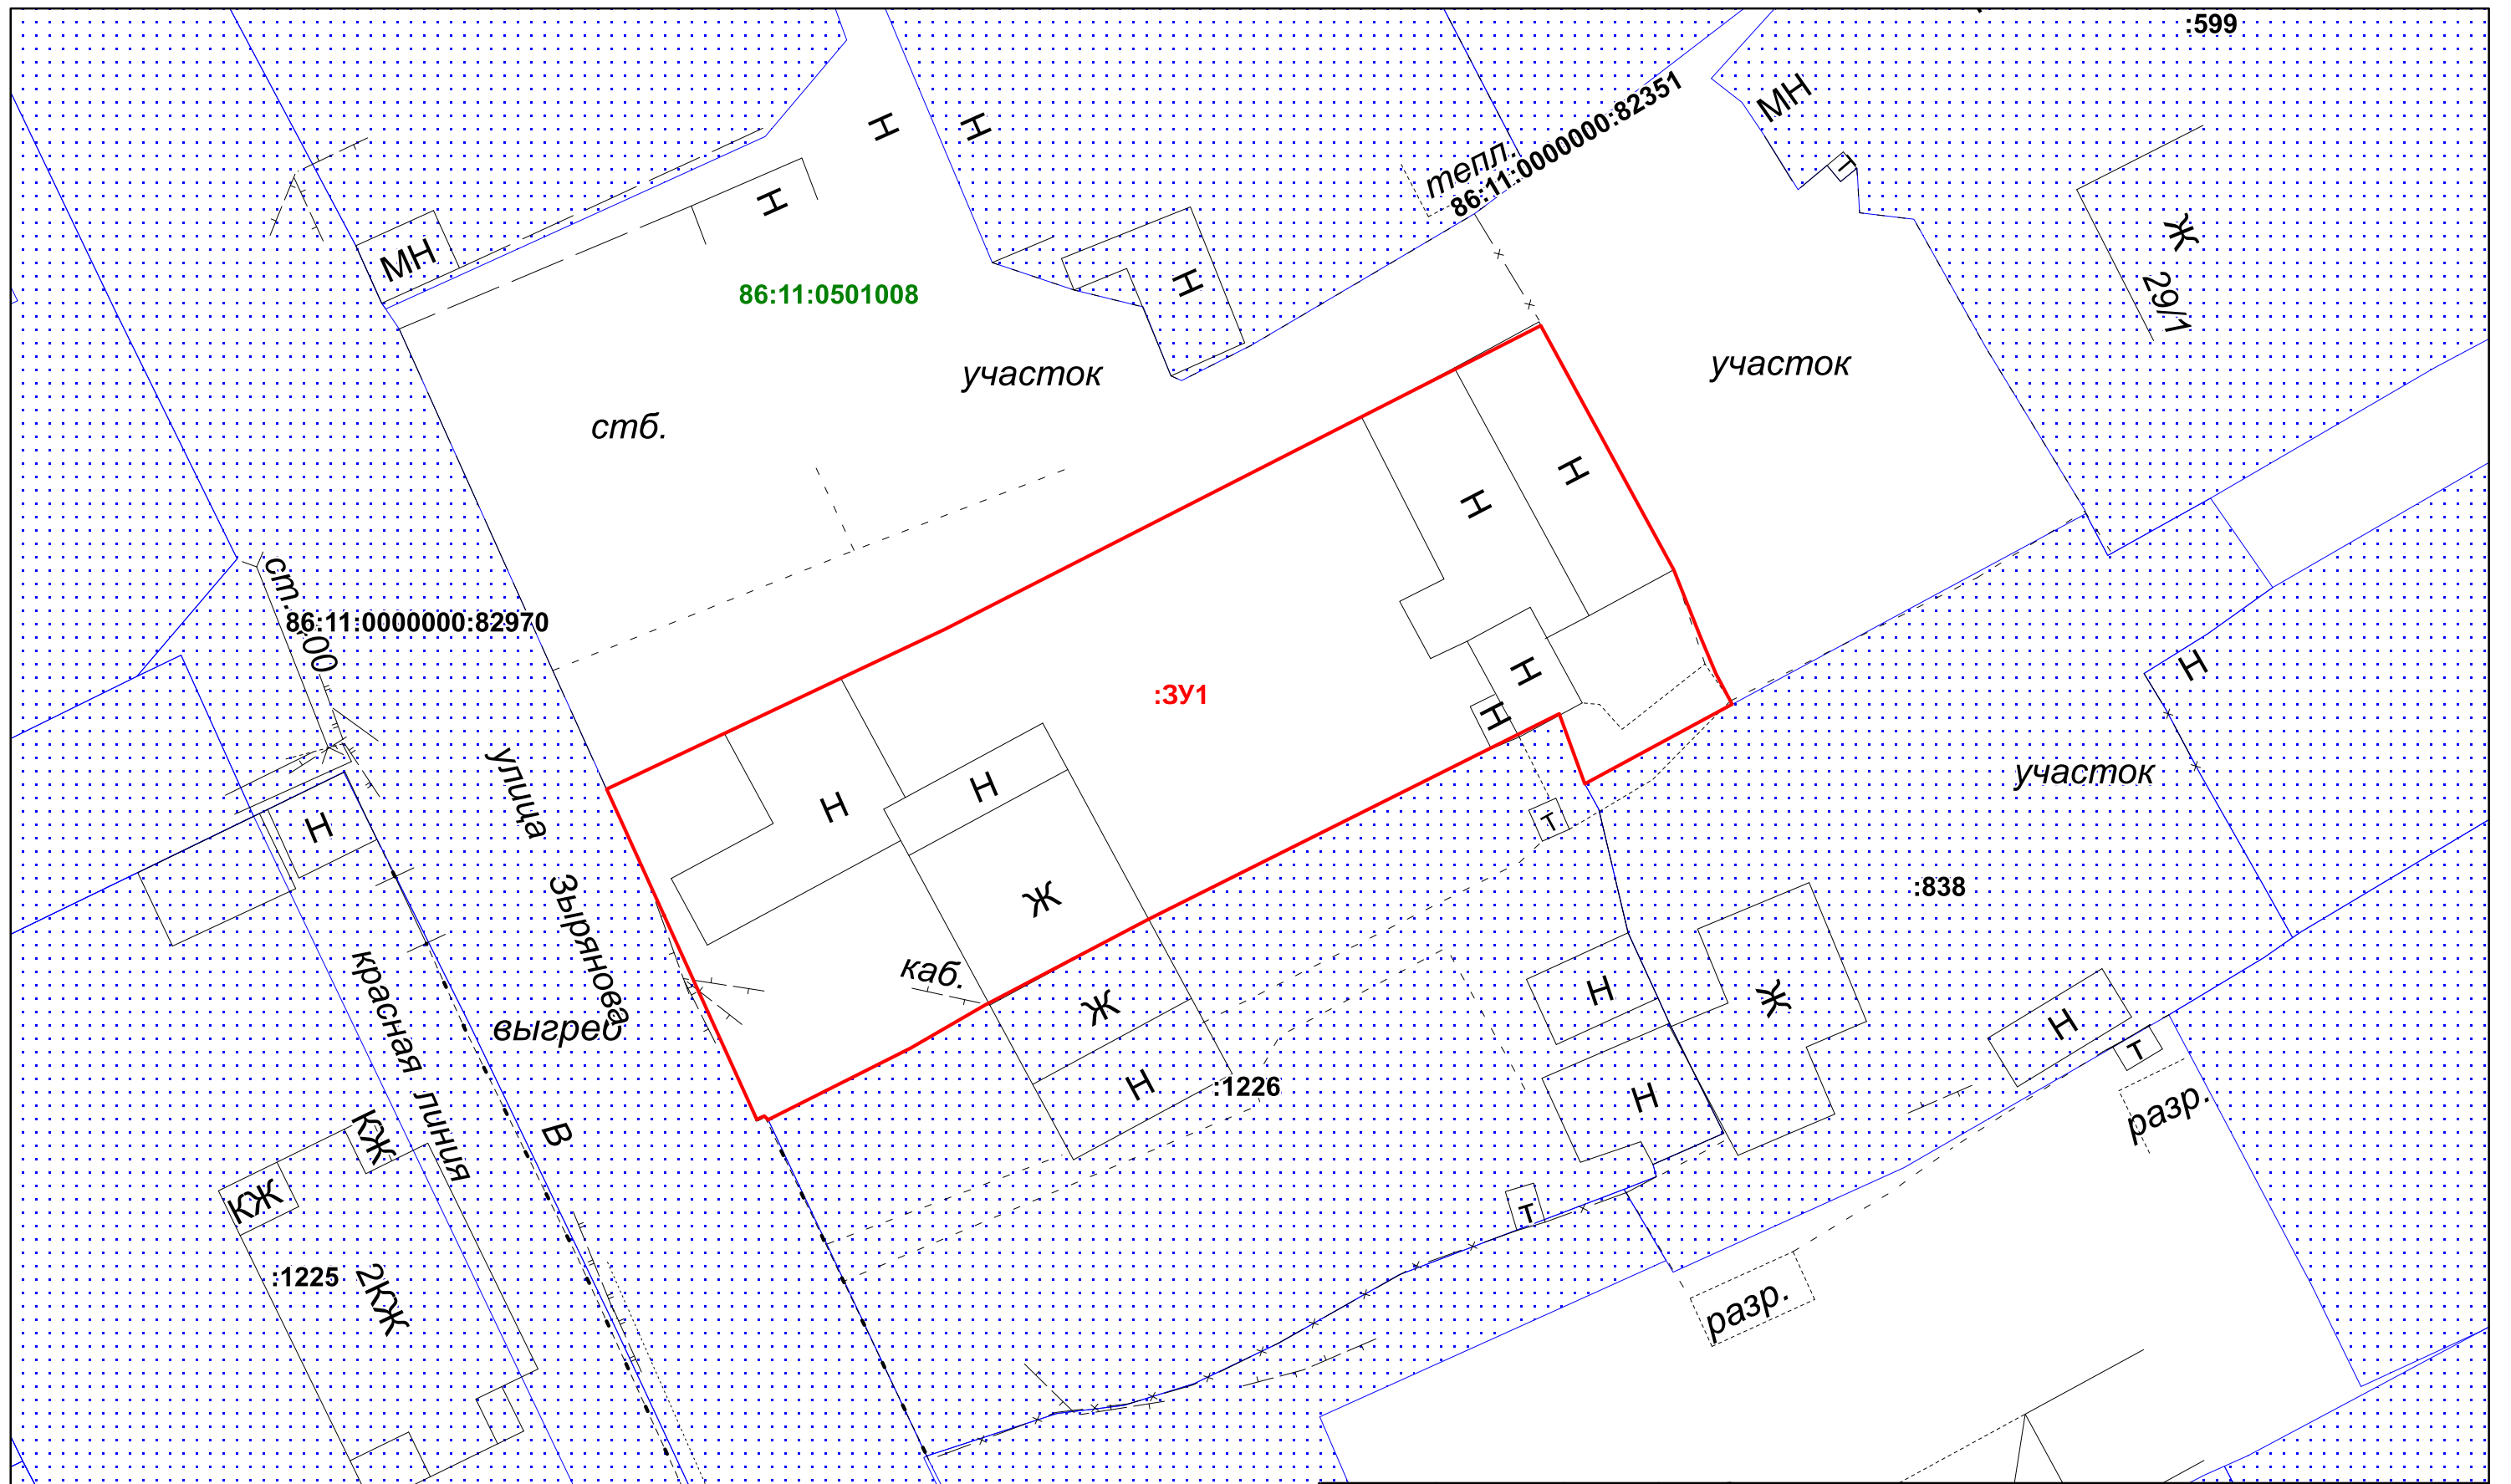 :599
МН
86:11:0000000:82351
Н
Н
тепл.
Т
Н
Ж
МН
Н
86:11:0501008
29/1
участок
участок
стб.
Н
Н
ст.
00
86:11:0000000:82970
Н
Н
:ЗУ1
Н
участок
улица
Зырянова
Н
Н
Н
Т
:838
Ж
каб.
красная линия
Н
Ж
Ж
выгреб
Н
Т
:1226
Н
Н
разр.
КЖ
В
КЖ
Т
:1225
2КЖ
разр.